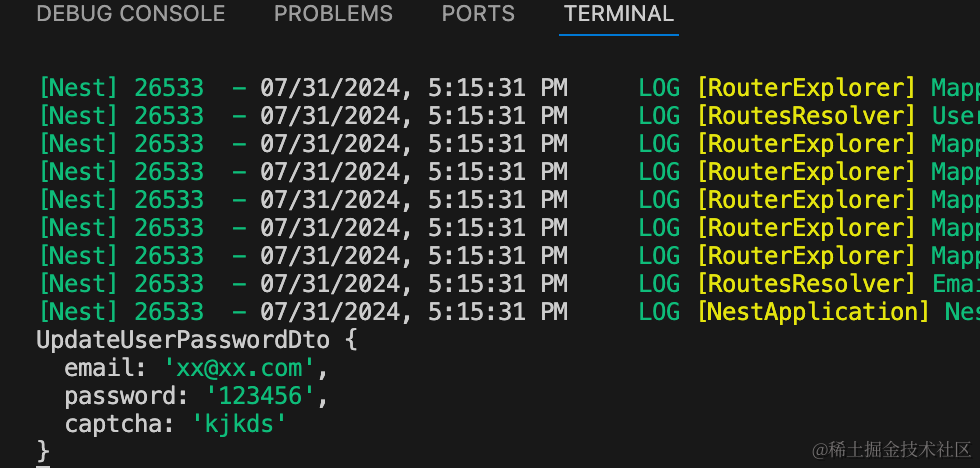 DEBUG CONSOLE PROBLEMS PORTS TERMINAL
[Nest] 26533  - 07/31/2024, 5:15:31 PM     LOG [RouterExplorer] Mapp
[Nest] 26533  - 07/31/2024, 5:15:31 PM     LOG [RoutesResolver] User
[Nest] 26533  - 07/31/2024, 5:15:31 PM     LOG [RouterExplorer] Mapp
[Nest] 26533  - 07/31/2024, 5:15:31 PM     LOG [RouterExplorer] Mapp
[Nest] 26533  - 07/31/2024, 5:15:31 PM     LOG [RouterExplorer] Mapp
[Nest] 26533  - 07/31/2024, 5:15:31 PM     LOG [RouterExplorer] Mapp
[Nest] 26533  - 07/31/2024, 5:15:31 PM     LOG [RouterExplorer] Mapp
[Nest] 26533  - 07/31/2024, 5:15:31 PM     LOG [RoutesResolver] Emai
[Nest] 26533  - 07/31/2024, 5:15:31 PM     LOG [NestApplication] Nes
UpdateUserPasswordDto {
  email: 'xx@xx.com',
  password: '123456',
  captcha: 'kjkds'
}
@稀土掘金技术社区